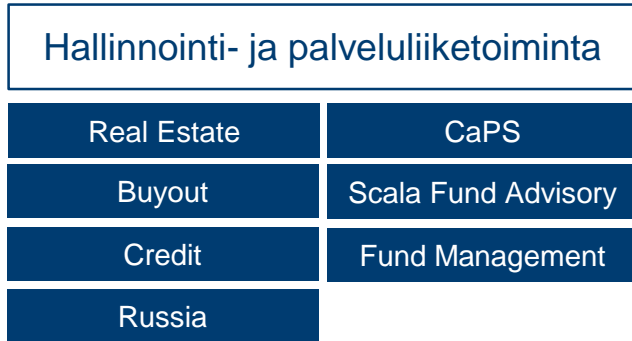 Hallinnointi- ja palveluliiketoiminta
Real Estate
CaPS
Buyout
Scala Fund Advisory
Credit
Fund Management
Russia